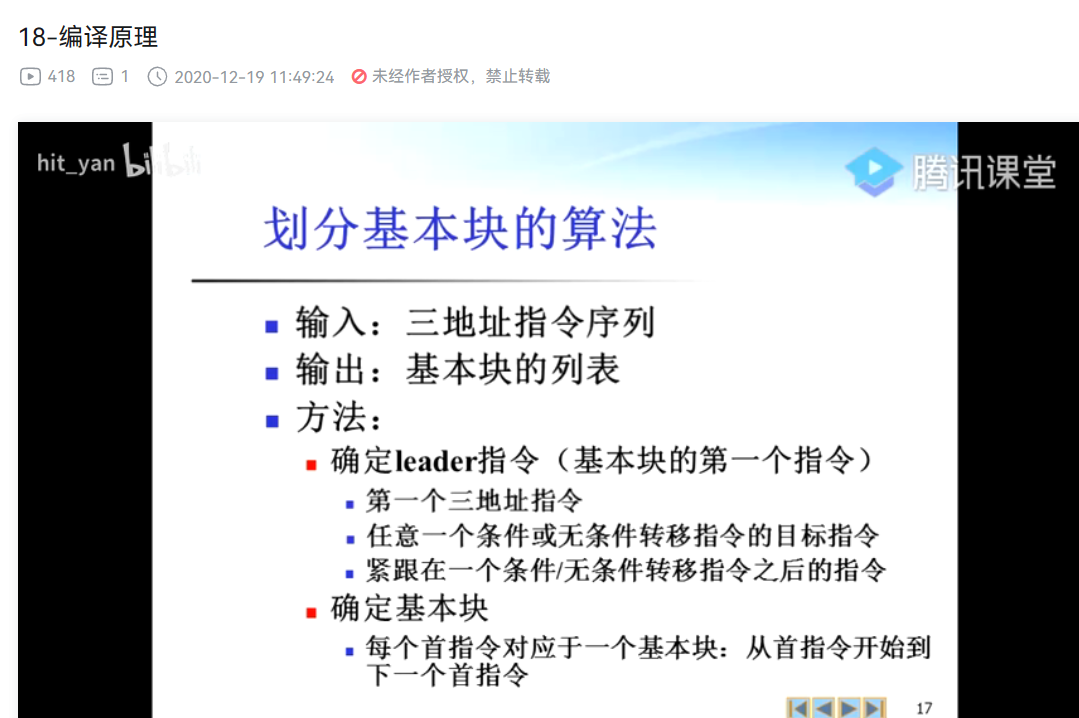 18-编译原理
418 1 2020-12-19 11:49:24 未经作者授权，禁止转载
hit_yan bilibili 腾讯课堂
划分基本块的算法
输入：三地址指令序列
输出：基本块的列表
方法：
确定leader指令（基本块的第一个指令）
第一个三地址指令
任意一个条件或无条件转移指令的目标指令
紧跟在一个条件/无条件转移指令之后的指令
确定基本块
每个首指令对应于一个基本块：从首指令开始到
下一个首指令
17